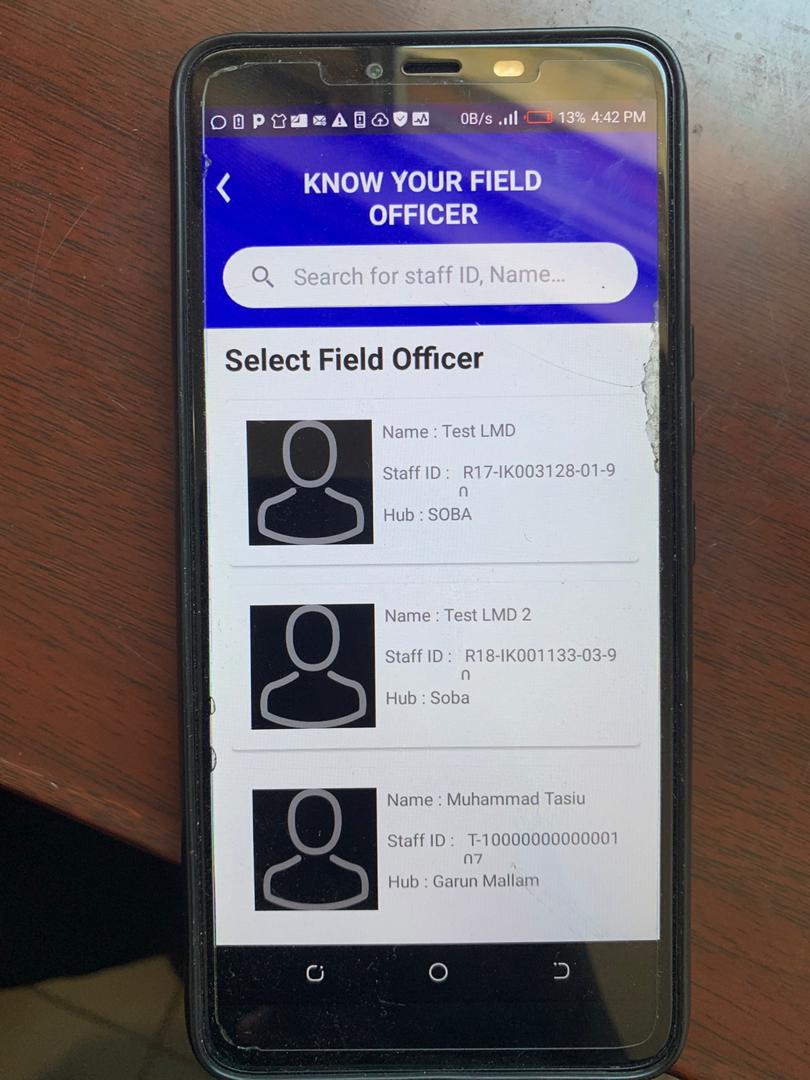 0B/s 13% 4:42 PM
KNOW YOUR FIELD
OFFICER
Search for staff ID, Name...
Select Field Officer
Name : Test LMD
Staff ID : R17-IK003128-01-9
Hub : SOBA
Name : Test LMD 2
Staff ID : R18-IK001133-03-9
Hub : Soba
Name : Muhammad Tasiu
Staff ID : T-10000000000001
07
Hub : Garun Mallam